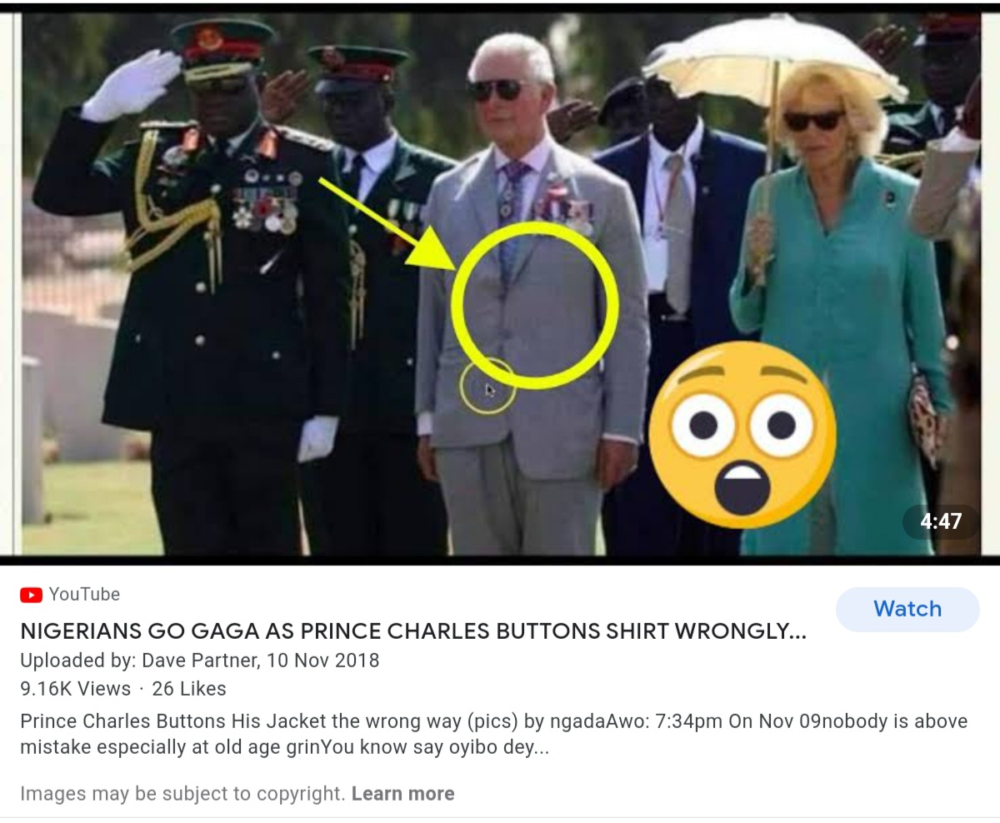 4:47
YouTube
Watch
NIGERIANS GO GAGA AS PRINCE CHARLES BUTTONS SHIRT WRONGLY...
Uploaded by: Dave Partner, 10 Nov 2018
9.16K Views · 26 Likes
Prince Charles Buttons His Jacket the wrong way (pics) by ngadaAwo: 7:34pm On Nov 09nobody is above
mistake especially at old age grinYou know say oyibo dey...
Images may be subject to copyright. Learn more